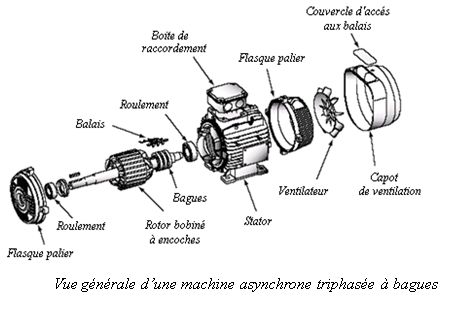 Couvercle d'accés
aux balais
Boite de
raccordement
Flasque palier
Roulement
Balais
Bagues
Ventilateur
Capot
de ventilation
Stator
Roulement
Rotor bobiné
à encoches
Flasque palier
Vue générale d'une machine asynchrone triphasée à bagues